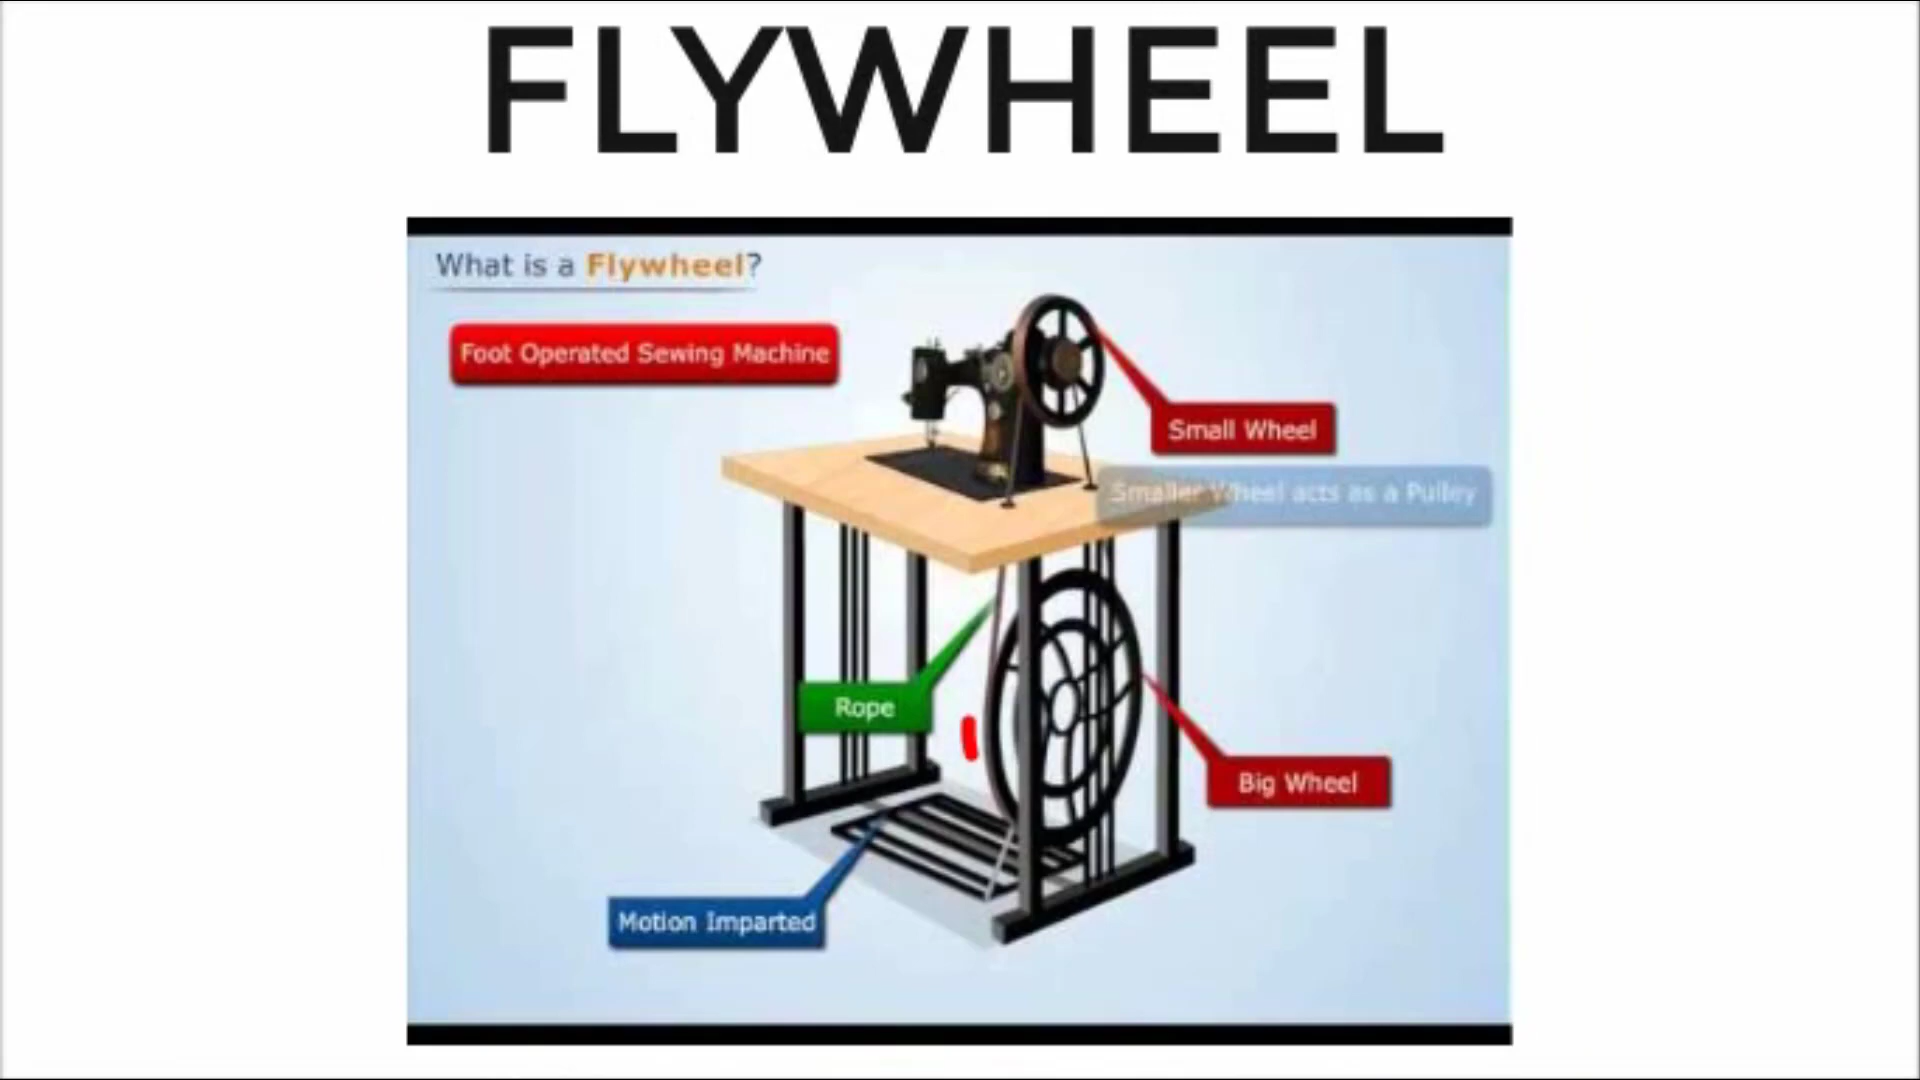 FLYWHEEL
What is a Flywheel?
Foot Operated Sewing Machine
Small Wheel
Smaller Wheel acts as a Pulley
Rope
Big Wheel
Motion Imparted